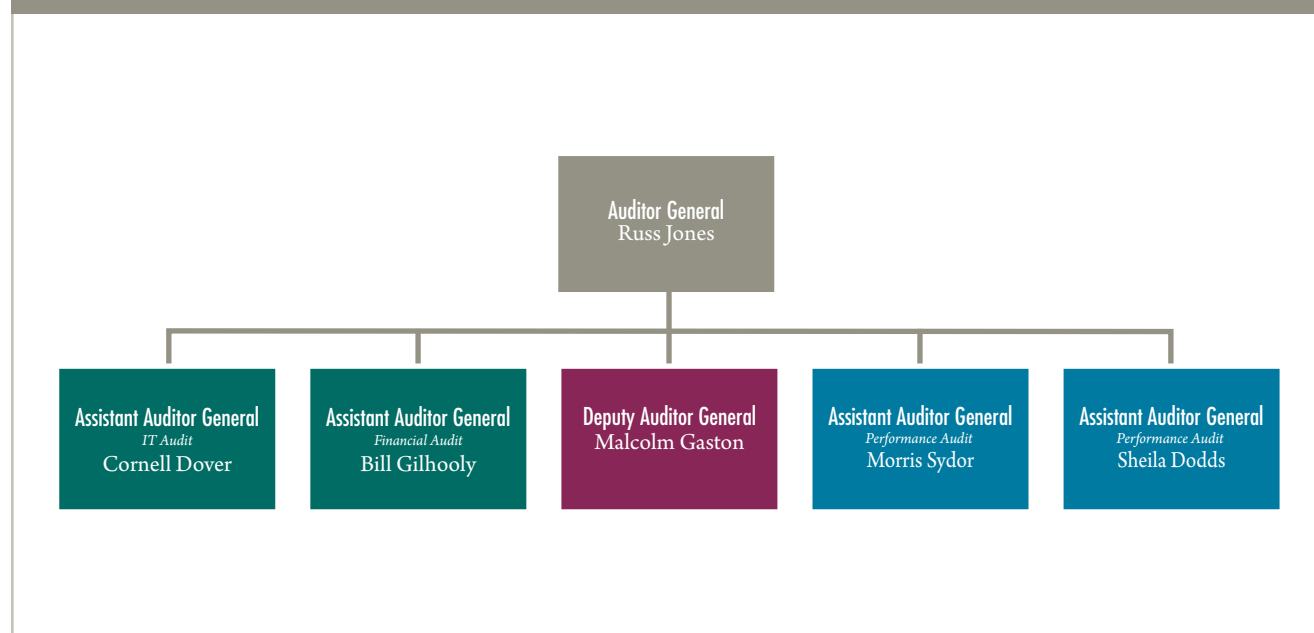 Auditor General
Russ Jones
Assistant Auditor General
IT Audit
Cornell Dover
Assistant Auditor General
Financial Audit
Bill Gilhooly
Deputy Auditor General
Malcolm Gaston
Assistant Auditor General
Performance Audit
Morris Sydor
Assistant Auditor General
Performance Audit
Sheila Dodds